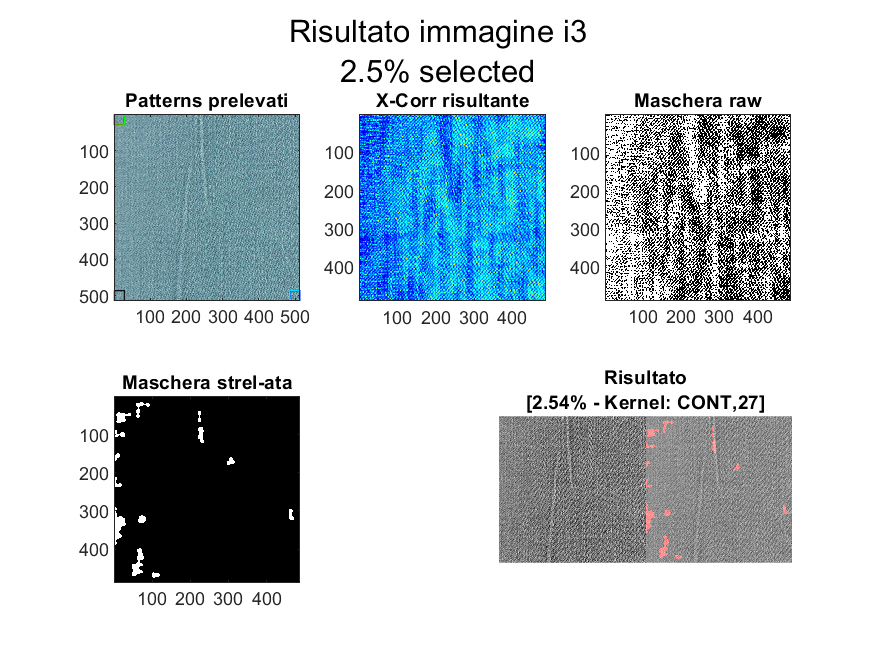 Risultato immagine i3
2.5% selected
Patterns prelevati
100
200
300
400
500
100 200 300 400 500
X-Corr risultante
100
200
300
400
100 200 300 400
Maschera raw
100
200
300
400
100 200 300 400
Maschera strel-ata
100
200
300
400
100 200 300 400
Risultato
[2.54% - Kernel: CONT,27]